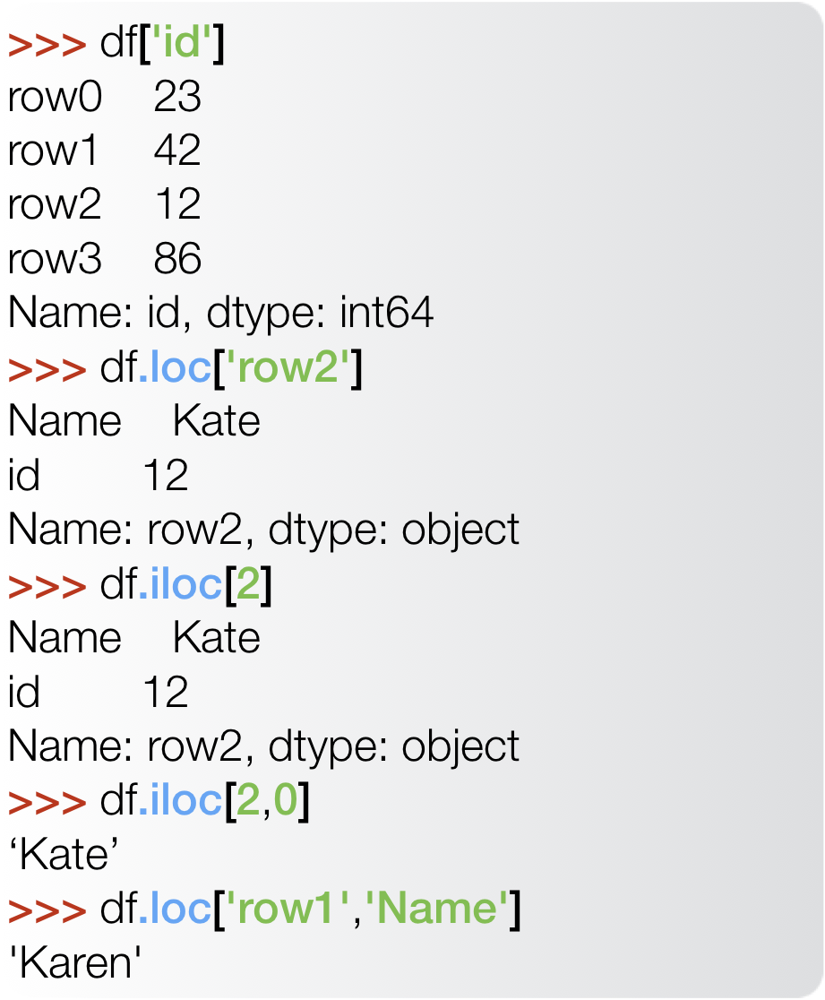 >>> df['id']
row0 23
row1 42
row2 12
row3 86
Name: id, dtype: int64
>>> df.loc['row2']
Name Kate
id 12
Name: row2, dtype: object
>>> df.iloc[2]
Name Kate
id 12
Name: row2, dtype: object
>>> df.iloc[2,0]
‘Kate’
>>> df.loc['row1','Name']
'Karen'